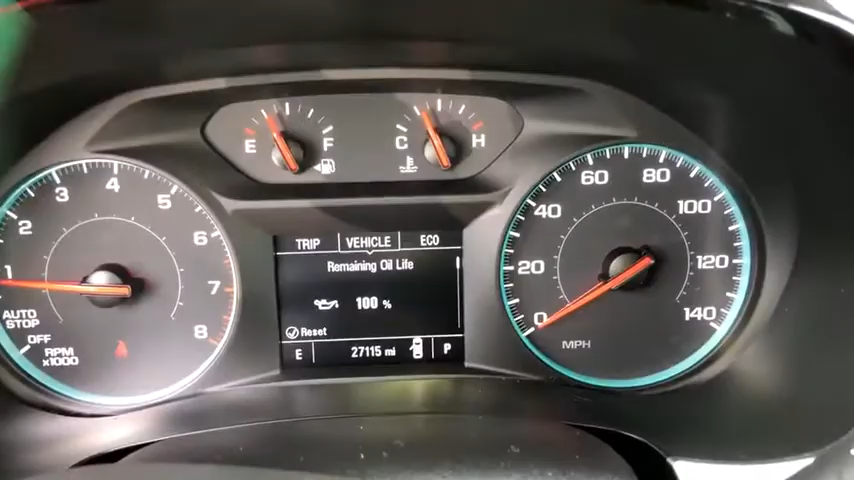 E F C H
TRIP VEHICLE ECO
Remaining Oil Life
100 %
Reset
E 27115 mi P
1 2 3 4 5 6 7 8
AUTO
STOP
OFF
RPM
x1000
0 20 40 60 80 100 120 140
MPH